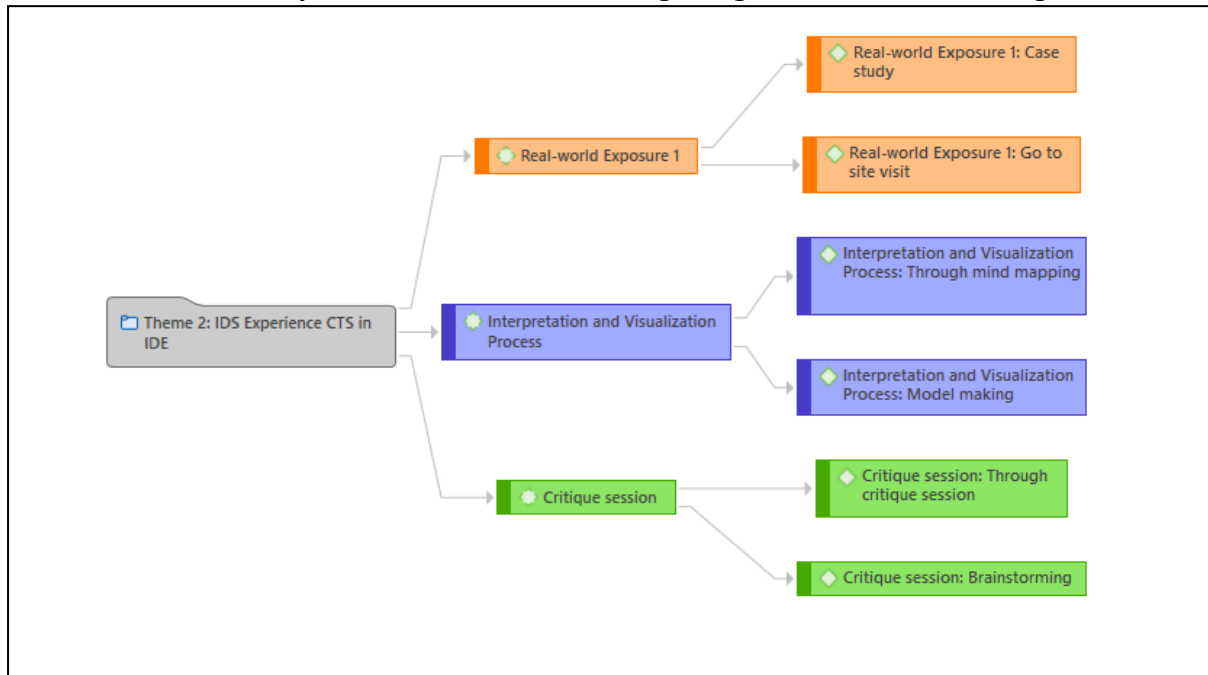 Real-world Exposure 1: Case
study
Real-world Exposure 1
Real-world Exposure 1: Go to
site visit
Interpretation and Visualization
Process: Through mind mapping
Theme 2: IDS Experience CTS in
IDE
Interpretation and Visualization
Process
Interpretation and Visualization
Process: Model making
Critique session
Critique session: Through
critique session
Critique session: Brainstorming